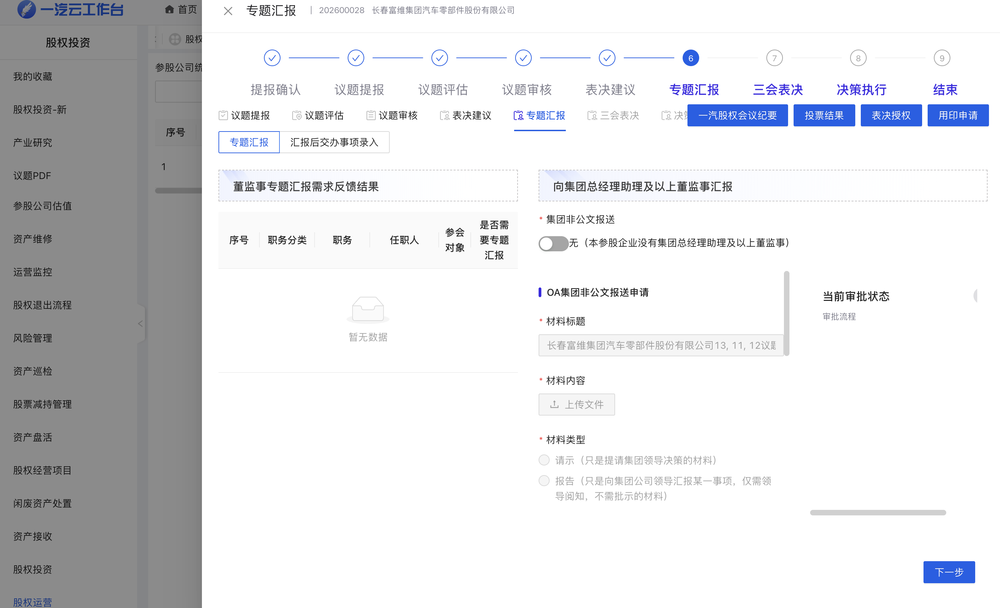 一汽云工作台
首页
股权投资
我的收藏
股权投资-新
产业研究
议题PDF
参股公司估值
资产维修
运营监控
股权退出流程
风险管理
资产巡检
股票减持管理
资产盘活
股权经营项目
闲废资产处置
资产接收
股权投资
股权运营
股权
参股公司统
序号
1
专题汇报
202600028 长春富维集团汽车零部件股份有限公司
6
7
8
9
提报确认
议题提报
议题评估
议题审核
表决建议
专题汇报
三会表决
决策执行
结束
议题提报
议题评估
议题审核
表决建议
专题汇报
三会表决
决
一汽股权会议纪要
投票结果
表决授权
用印申请
专题汇报
汇报后交办事项录入
董监事专题汇报需求反馈结果
序号
职务分类
职务
任职人
参会
对象
是否需
要专题
汇报
暂无数据
向集团总经理助理及以上董监事汇报
* 集团非公文报送
无（本参股企业没有集团总经理助理及以上董监事）
OA集团非公文报送申请
* 材料标题
长春富维集团汽车零部件股份有限公司13, 11, 12议题
* 材料内容
上传文件
* 材料类型
请示（只是提请集团领导决策的材料）
报告（只是向集团公司领导汇报某一事项，仅需领
导阅知，不需批示的材料）
当前审批状态
审批流程
下一步